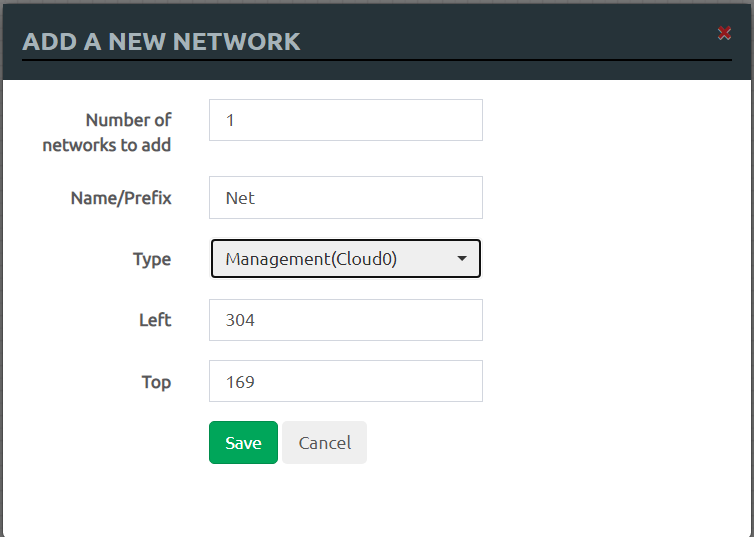 ADD A NEW NETWORK
Number of
networks to add
1
Name/Prefix
Net
Type
Management(Cloud0)
Left
304
Top
169
Save
Cancel